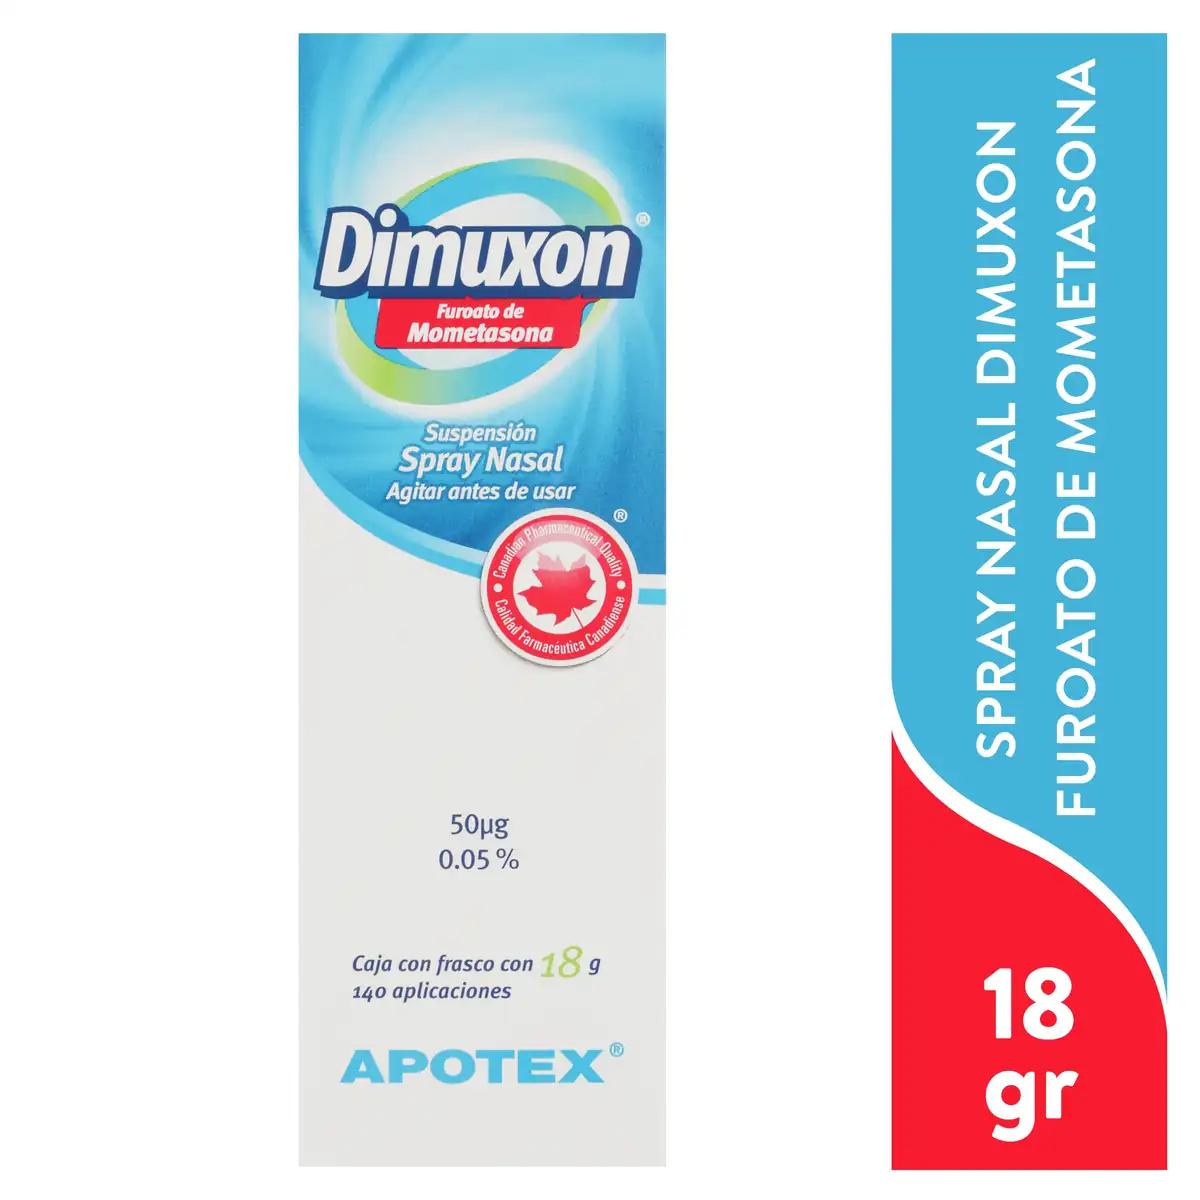 Dimuxon®
Furoato de
Mometasona
Suspensión
Spray Nasal
Agitar antes de usar
®
Canadian Pharmaceutical Quality
Calidad Farmacéutica Canadiense
50µg
0.05 %
Caja con frasco con 18 g
140 aplicaciones
APOTEX®
SPRAY NASAL DIMUXON
FUROATO DE MOMETASONA
18
gr